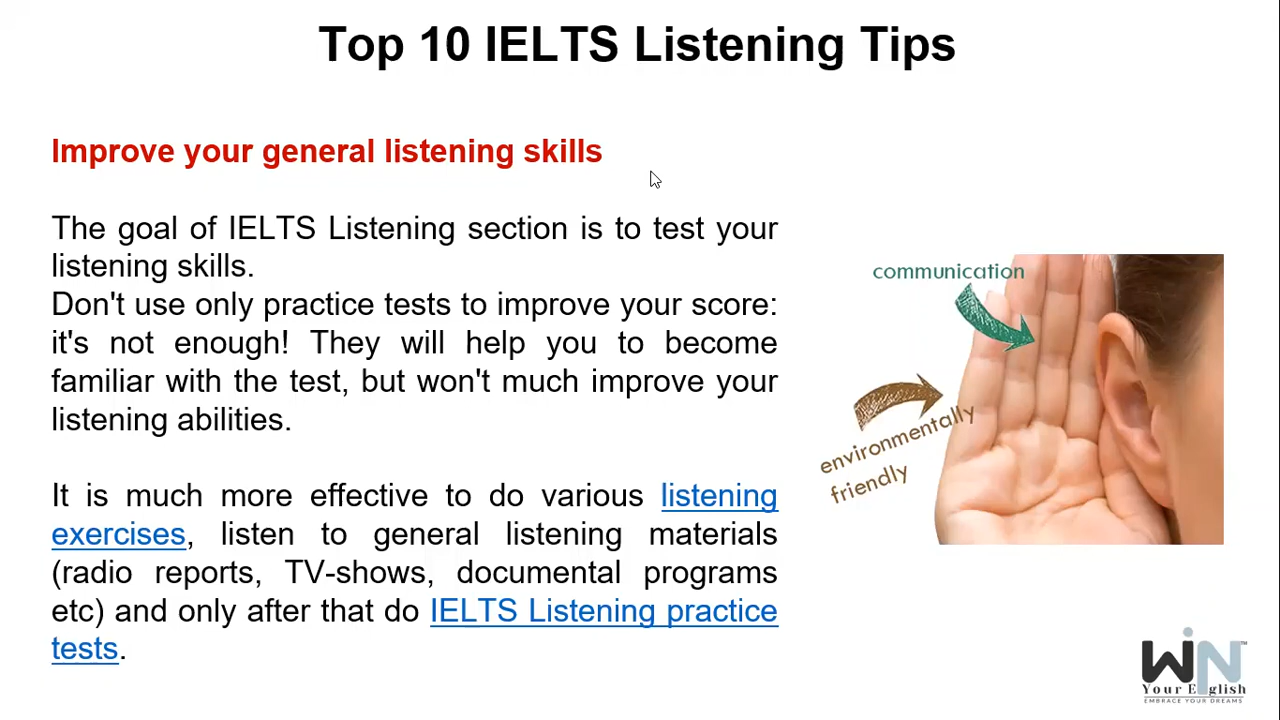 Top 10 IELTS Listening Tips
Improve your general listening skills
The goal of IELTS Listening section is to test your
listening skills.
Don't use only practice tests to improve your score:
it's not enough! They will help you to become
familiar with the test, but won't much improve your
listening abilities.
It is much more effective to do various listening
exercises, listen to general listening materials
(radio reports, TV-shows, documental programs
etc) and only after that do IELTS Listening practice
tests.
communication
environmentally
friendly
WiN™
Your English
EMBRACE YOUR DREAMS